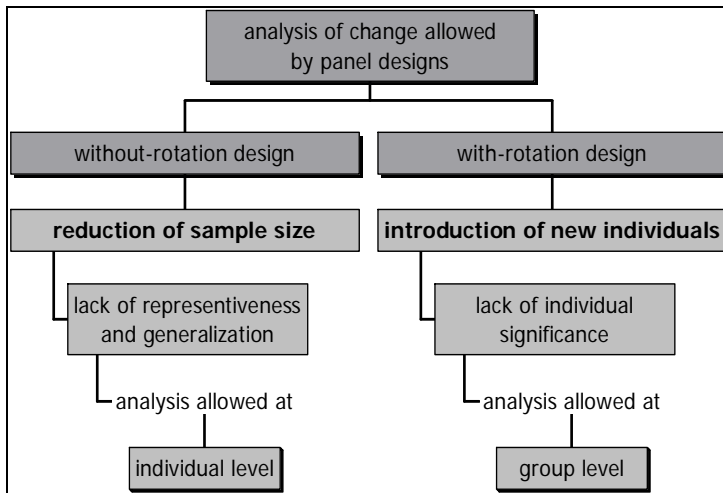 analysis of change allowed
by panel designs
without-rotation design
with-rotation design
reduction of sample size
introduction of new individuals
lack of representiveness
and generalization
lack of individual
significance
analysis allowed at
analysis allowed at
individual level
group level